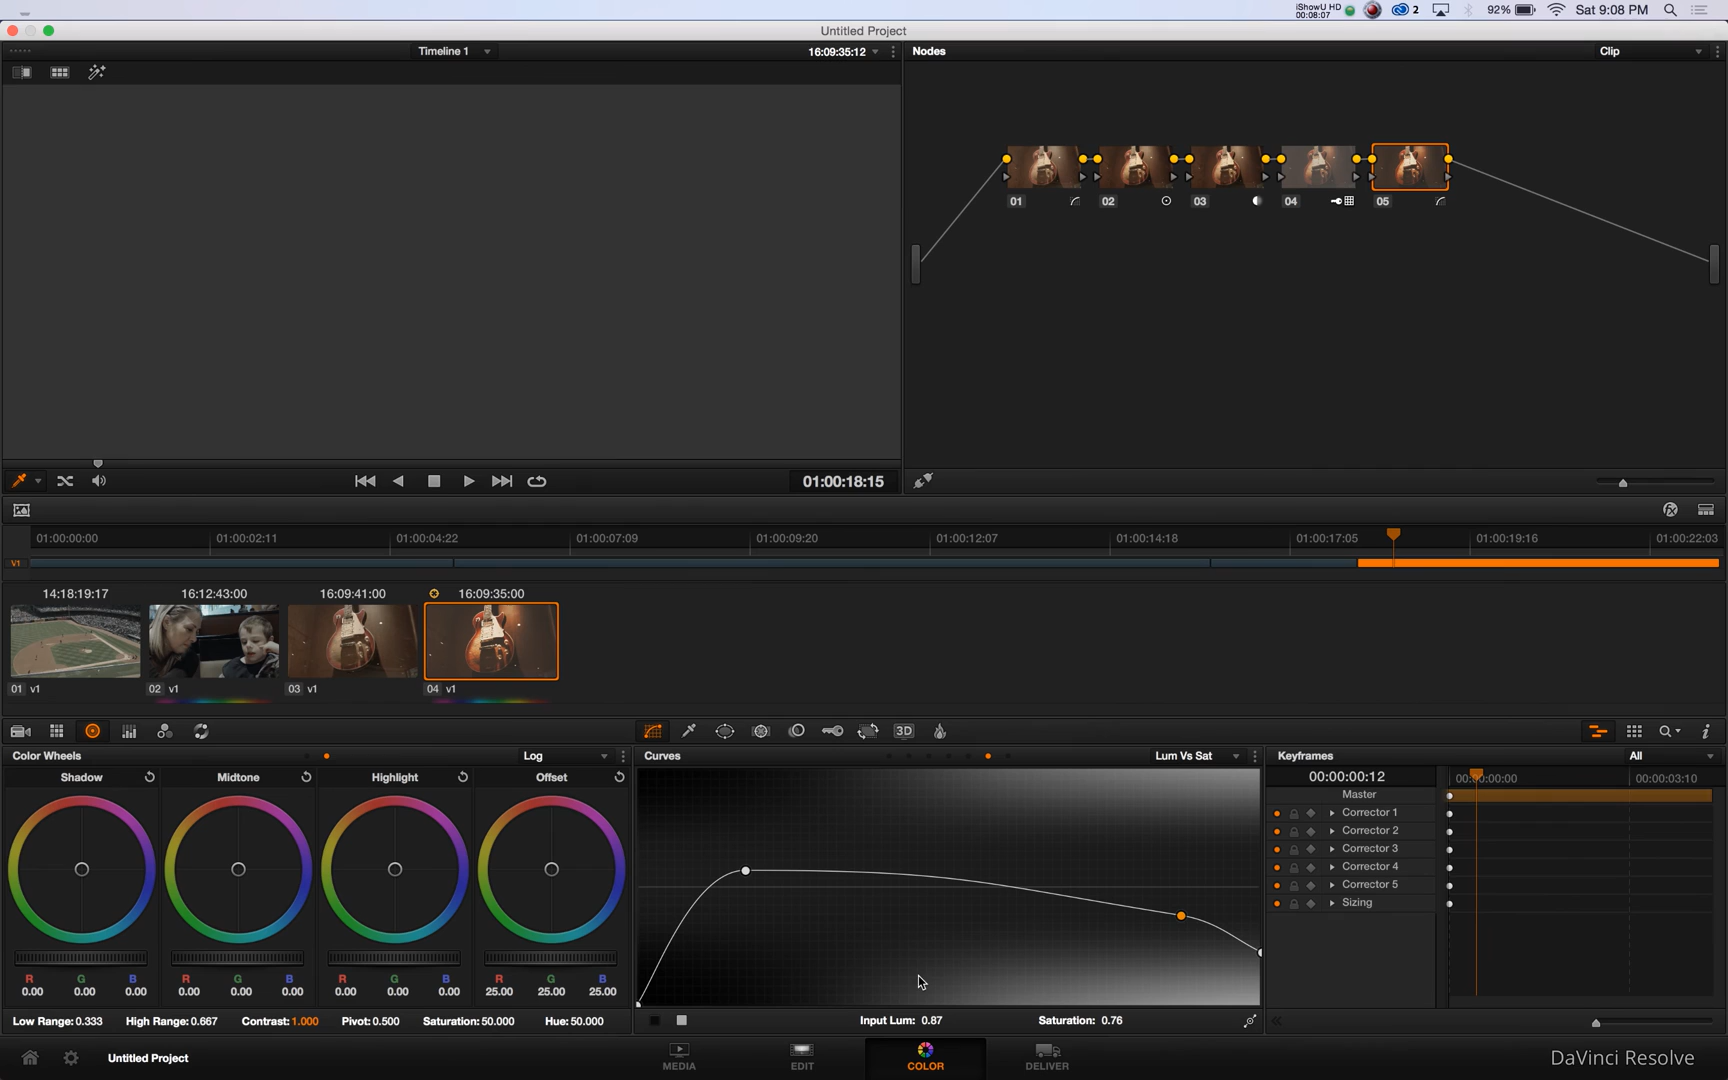 iShowU HD
00:08:07
2
92%
Sat 9:08 PM
Untitled Project
Timeline 1
16:09:35:12
Nodes
Clip
01
02
03
04
05
01:00:18:15
01:00:00:00
01:00:02:11
01:00:04:22
01:00:07:09
01:00:09:20
01:00:12:07
01:00:14:18
01:00:17:05
01:00:19:16
01:00:22:03
V1
14:18:19:17
16:12:43:00
16:09:41:00
16:09:35:00
01 v1
02 v1
03 v1
04 v1
3D
Color Wheels
Log
Shadow
Midtone
Highlight
Offset
R G B
0.00 0.00 0.00
R G B
0.00 0.00 0.00
R G B
0.00 0.00 0.00
R G B
25.00 25.00 25.00
Low Range: 0.333
High Range: 0.667
Contrast: 1.000
Pivot: 0.500
Saturation: 50.000
Hue: 50.000
Curves
Lum Vs Sat
Input Lum: 0.87
Saturation: 0.76
Keyframes
All
00:00:00:12
00:00:00:00
00:00:03:10
Master
Corrector 1
Corrector 2
Corrector 3
Corrector 4
Corrector 5
Sizing
Untitled Project
MEDIA
EDIT
COLOR
DELIVER
DaVinci Resolve